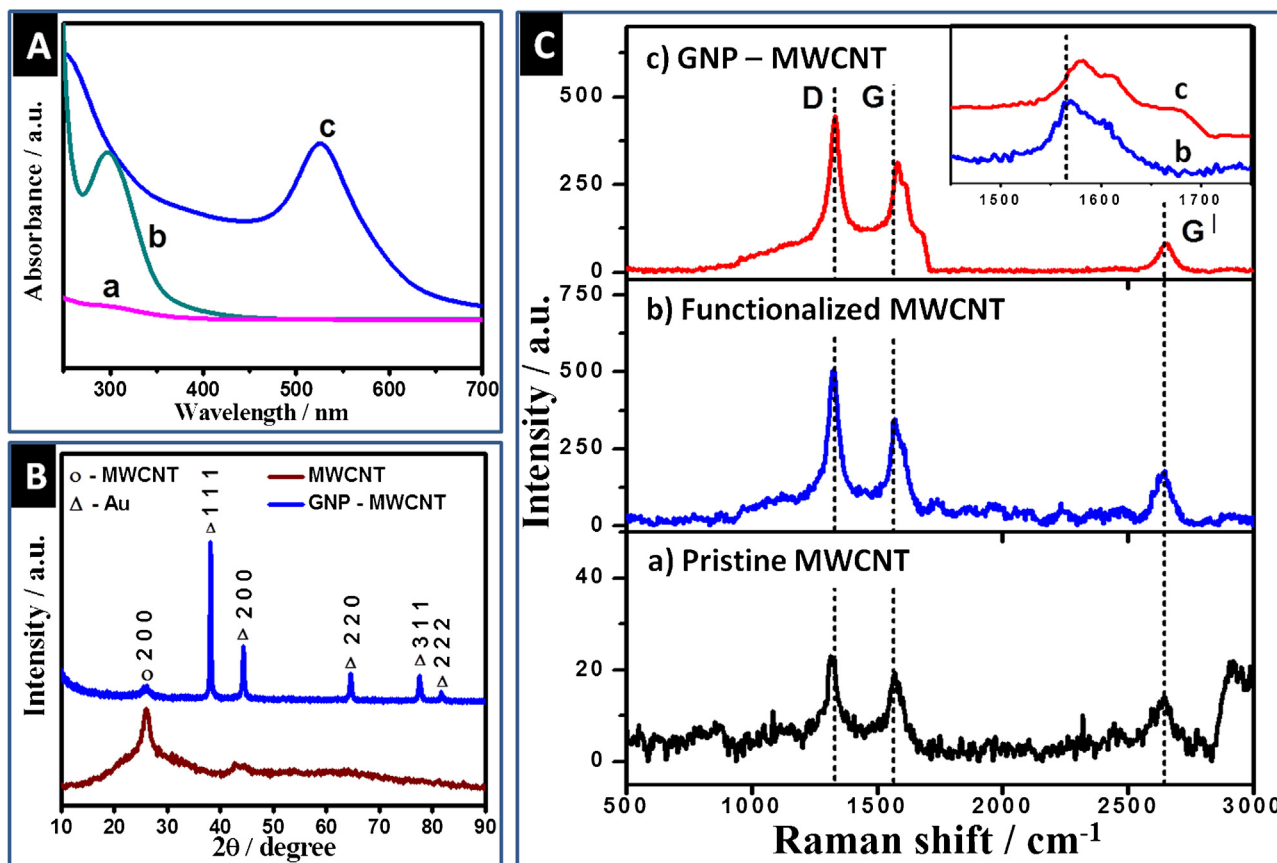 A
Absorbance / a.u.
a
b
c
300 400 500 600 700
Wavelength / nm
B
o - MWCNT
Δ - Au
MWCNT
GNP - MWCNT
Intensity / a.u.
o 2 0 0
Δ 1 1 1
Δ 2 0 0
Δ 2 2 0
Δ 3 1 1
Δ 2 2 2
10 20 30 40 50 60 70 80 90
2θ / degree
C
c) GNP – MWCNT
D
G
G |
c
b
1500 1600 1700
500
250
0
b) Functionalized MWCNT
750
500
250
0
a) Pristine MWCNT
40
20
0
Intensity / a.u.
500 1000 1500 2000 2500 3000
Raman shift / cm⁻¹